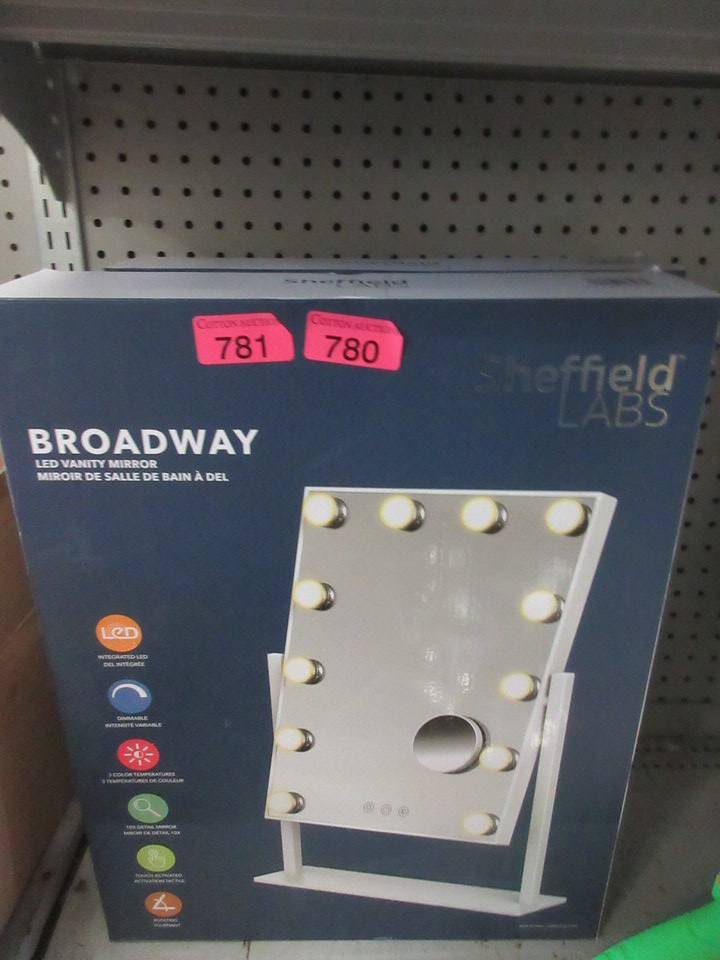 Sheffield
COTTON AUCTION
781
COTTON AUCTION
780
Sheffield™
LABS
BROADWAY
LED VANITY MIRROR
MIROIR DE SALLE DE BAIN À DEL
LED
INTEGRATED LED
DEL INTÉGRÉE
DIMMABLE
INTENSITÉ VARIABLE
3 COLOR TEMPERATURES
3 TEMPÉRATURES DE COULEUR
10X DETAIL MIRROR
MIROIR DE DÉTAIL 10X
TOUCH ACTIVATED
ACTIVATION TACTILE
ROTATING
TOURNANT